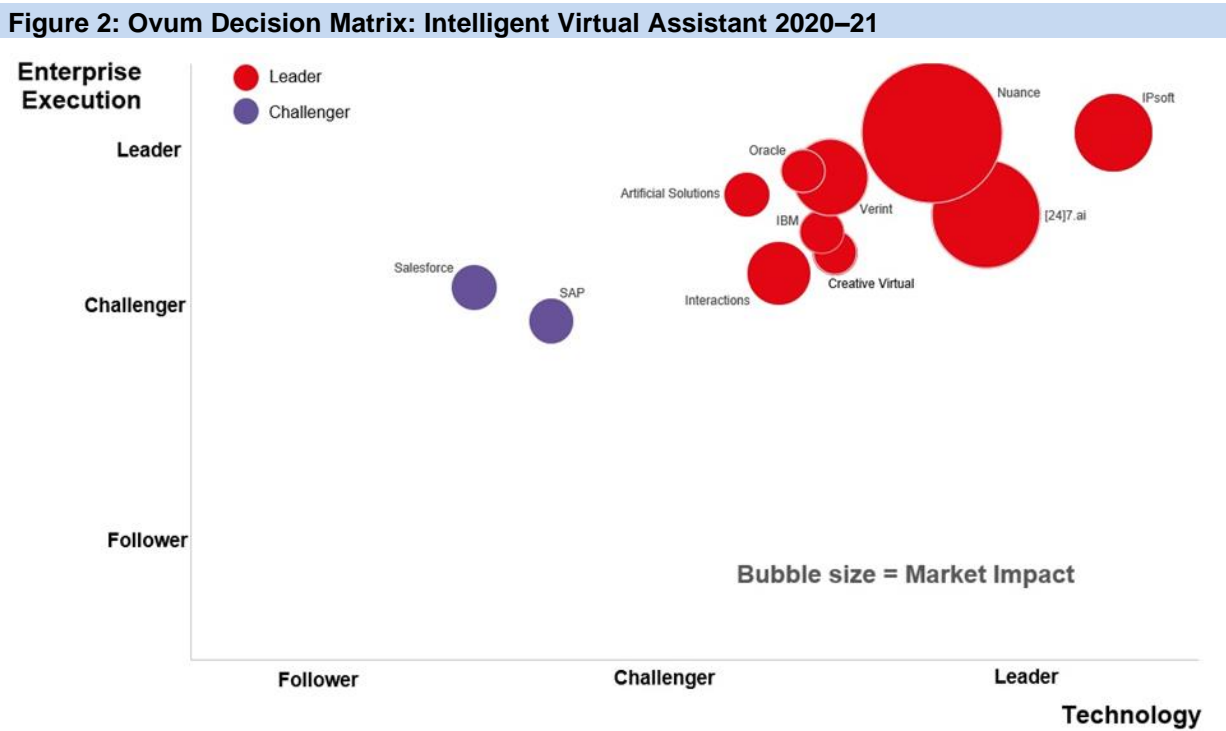 Figure 2: Ovum Decision Matrix: Intelligent Virtual Assistant 2020–21
Enterprise
Execution
Leader
Challenger
Nuance
IPsoft
Leader
Oracle
Artificial Solutions
Verint
IBM
[24]7.ai
Creative Virtual
Interactions
Salesforce
SAP
Challenger
Follower
Bubble size = Market Impact
Follower
Challenger
Leader
Technology